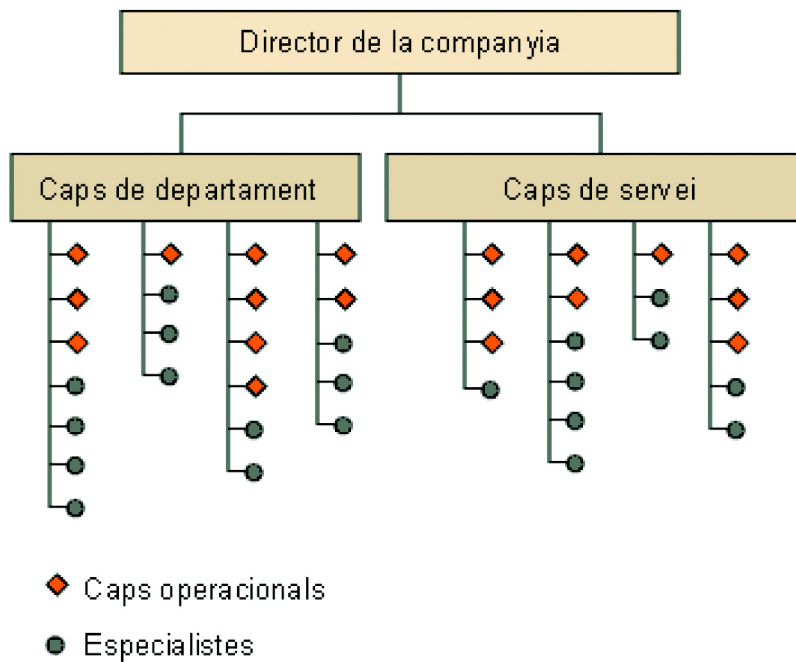 Director de la companyia
Caps de departament
Caps de servei
Caps operacionals
Especialistes